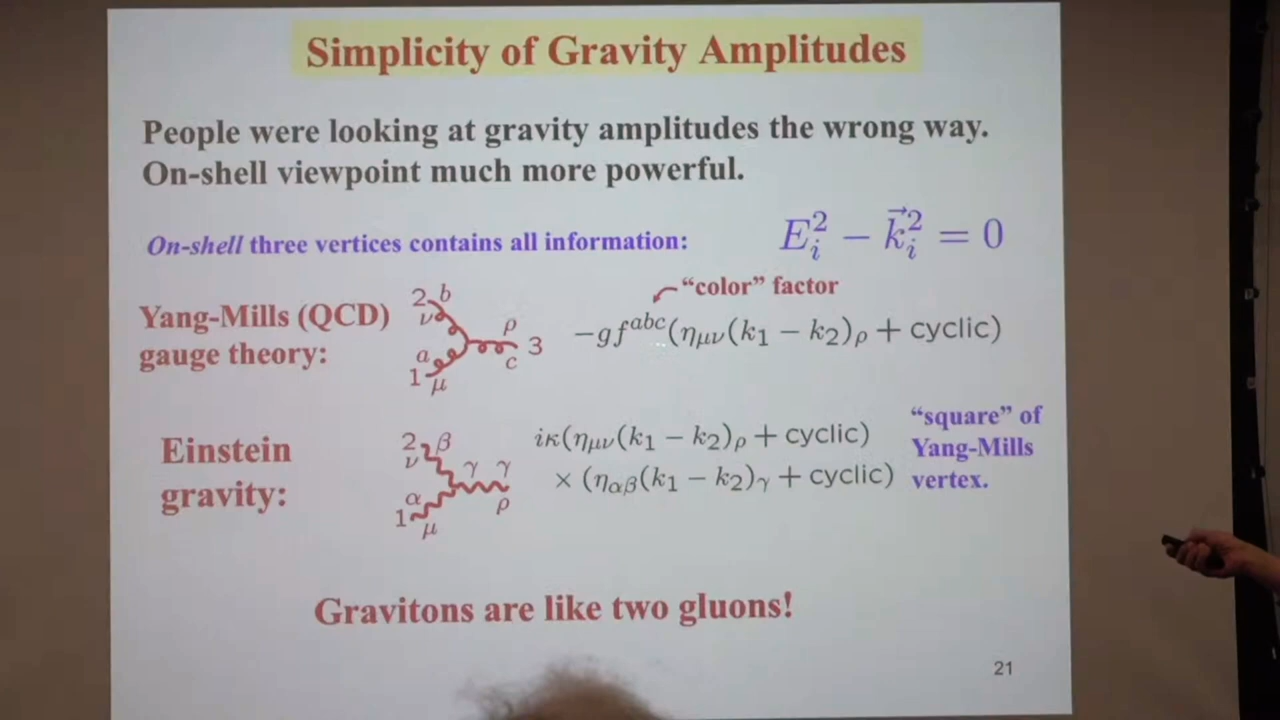 Simplicity of Gravity Amplitudes
People were looking at gravity amplitudes the wrong way.
On-shell viewpoint much more powerful.
On-shell three vertices contains all information:
E_i^2 − \vec{k}_i^2 = 0
Yang-Mills (QCD)
gauge theory:
2 b
ν
ρ
3
a
c
1 μ
“color” factor
−gf^{abc}(η_{μν}(k_1 − k_2)_ρ + cyclic)
Einstein
gravity:
2 β
ν
γ γ
α
ρ
1 μ
iκ(η_{μν}(k_1 − k_2)_ρ + cyclic)
× (η_{αβ}(k_1 − k_2)_γ + cyclic)
“square” of
Yang-Mills
vertex.
Gravitons are like two gluons!
21